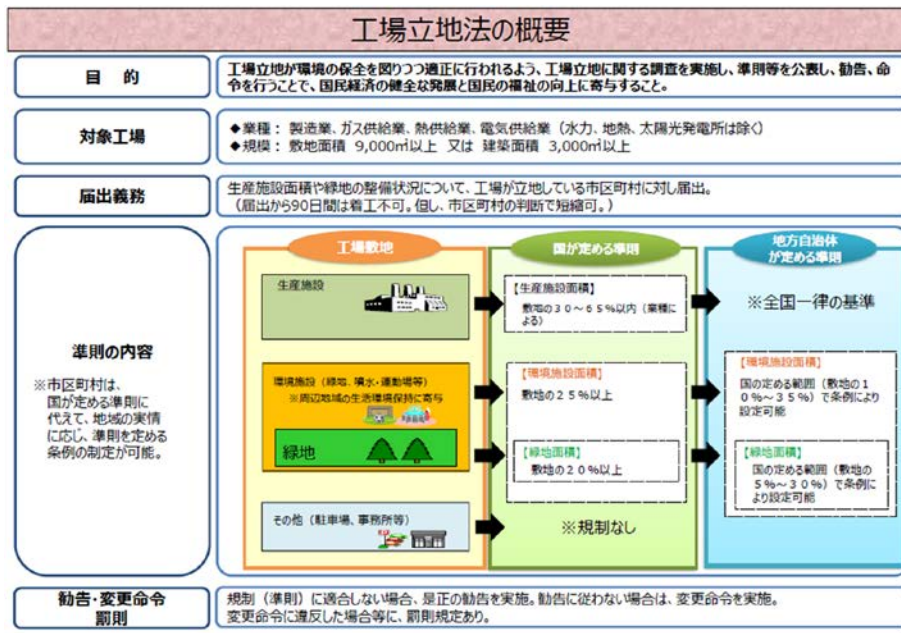 工場立地法の概要
目　的
工場立地が環境の保全を図りつつ適正に行われるよう、工場立地に関する調査を実施し、準則等を公表し、勧告、命
令を行うことで、国民経済の健全な発展と国民の福祉の向上に寄与すること。
対象工場
◆業種： 製造業、ガス供給業、熱供給業、電気供給業（水力、地熱、太陽光発電所は除く）
◆規模： 敷地面積 9,000㎡以上 又は 建築面積 3,000㎡以上
届出義務
生産施設面積や緑地の整備状況について、工場が立地している市区町村に対し届出。
（届出から90日間は着工不可。但し、市区町村の判断で短縮可。）
準則の内容
※市区町村は、
国が定める準則に
代えて、地域の実情
に応じ、準則を定める
条例の制定が可能。
工場敷地
生産施設
環境施設（緑地、噴水・運動場等）
※周辺地域の生活環境保持に寄与
緑地
その他（駐車場、事務所等）
国が定める準則
【生産施設面積】
敷地の３０～６５％以内（業種に
よる）
【環境施設面積】
敷地の２５％以上
【緑地面積】
敷地の２０％以上
※規制なし
地方自治体
が定める準則
※全国一律の基準
【環境施設面積】
国の定める範囲（敷地の１
０％～３５％）で条例により
設定可能
【緑地面積】
国の定める範囲（敷地の
５％～３０％）で条例に
より設定可能
勧告・変更命令
罰則
規制（準則）に適合しない場合、是正の勧告を実施。勧告に従わない場合は、変更命令を実施。
変更命令に違反した場合等に、罰則規定あり。